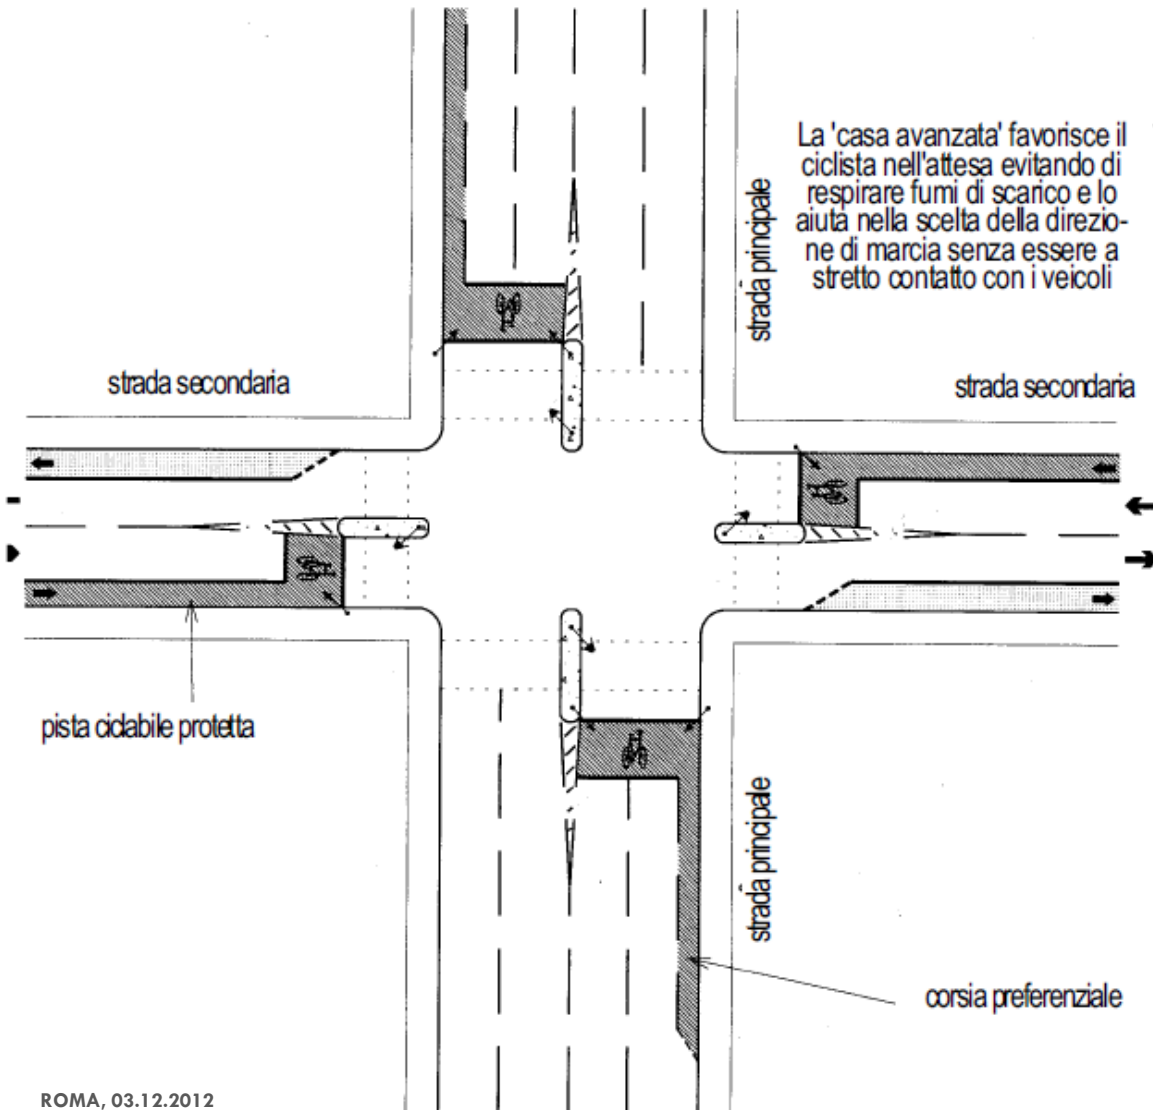 La 'casa avanzata' favorisce il
ciclista nell'attesa evitando di
respirare fumi di scarico e lo
aiuta nella scelta della direzio-
ne di marcia senza essere a
stretto contatto con i veicoli
strada principale
strada secondaria
strada secondaria
pista ciclabile protetta
strada principale
corsia preferenziale
ROMA, 03.12.2012